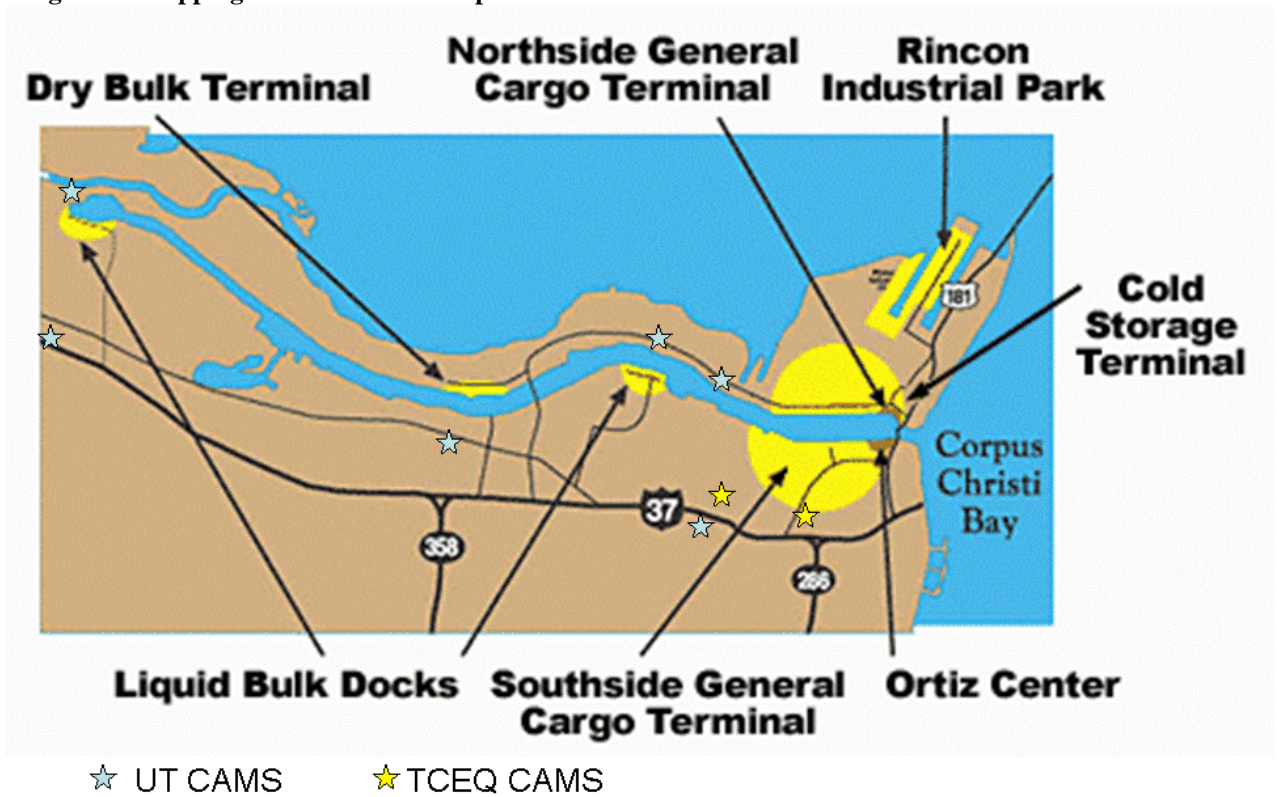 Northside General
Cargo Terminal
Rincon
Industrial Park
Dry Bulk Terminal
181
Cold
Storage
Terminal
Corpus
Christi
Bay
37
358
286
Liquid Bulk Docks
Southside General
Cargo Terminal
Ortiz Center
UT CAMS
TCEQ CAMS